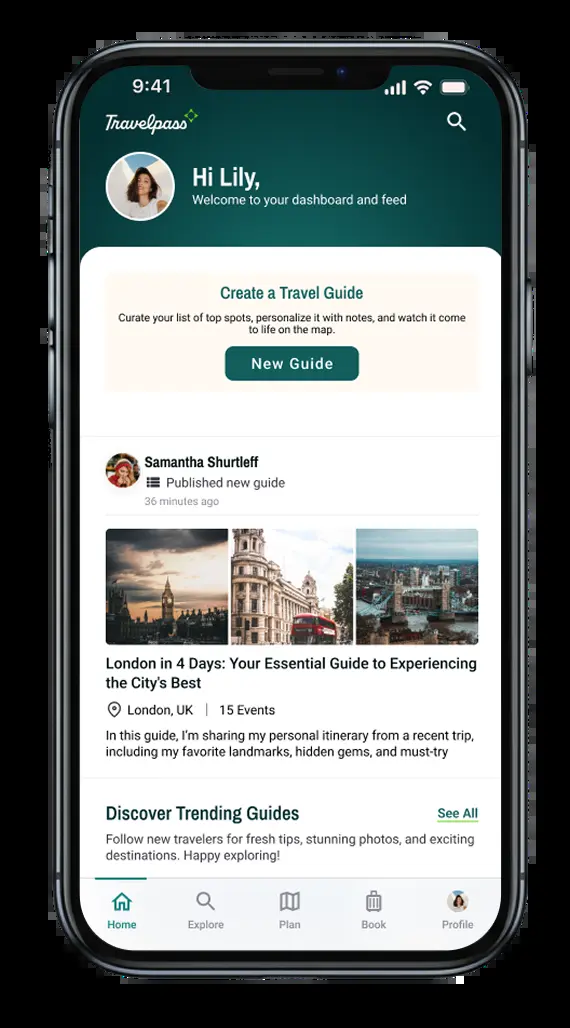 9:41
Travelpass
Hi Lily,
Welcome to your dashboard and feed
Create a Travel Guide
Curate your list of top spots, personalize it with notes, and watch it come
to life on the map.
New Guide
Samantha Shurtleff
Published new guide
36 minutes ago
London in 4 Days: Your Essential Guide to Experiencing
the City's Best
London, UK | 15 Events
In this guide, I'm sharing my personal itinerary from a recent trip,
including my favorite landmarks, hidden gems, and must-try
Discover Trending Guides See All
Follow new travelers for fresh tips, stunning photos, and exciting
destinations. Happy exploring!
Home Explore Plan Book Profile